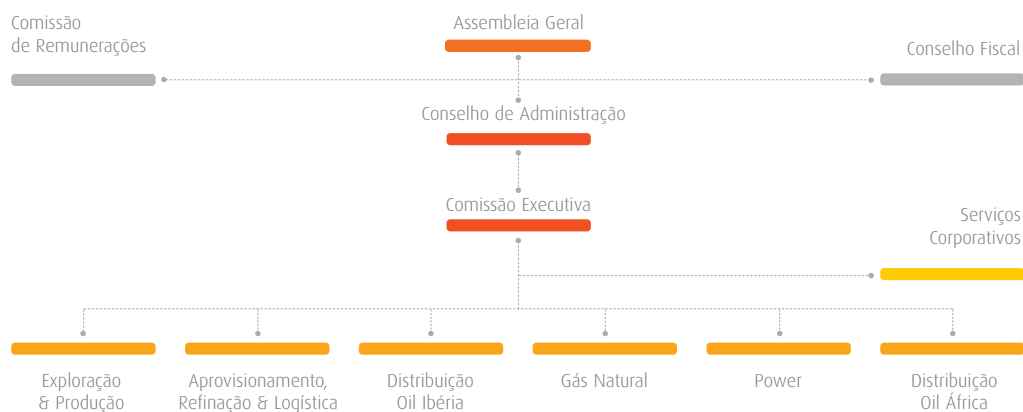 Comissão
de Remunerações
Assembleia Geral
Conselho Fiscal
Conselho de Administração
Comissão Executiva
Serviços
Corporativos
Exploração
& Produção
Aprovisionamento,
Refinação & Logística
Distribuição
Oil Ibéria
Gás Natural
Power
Distribuição
Oil África